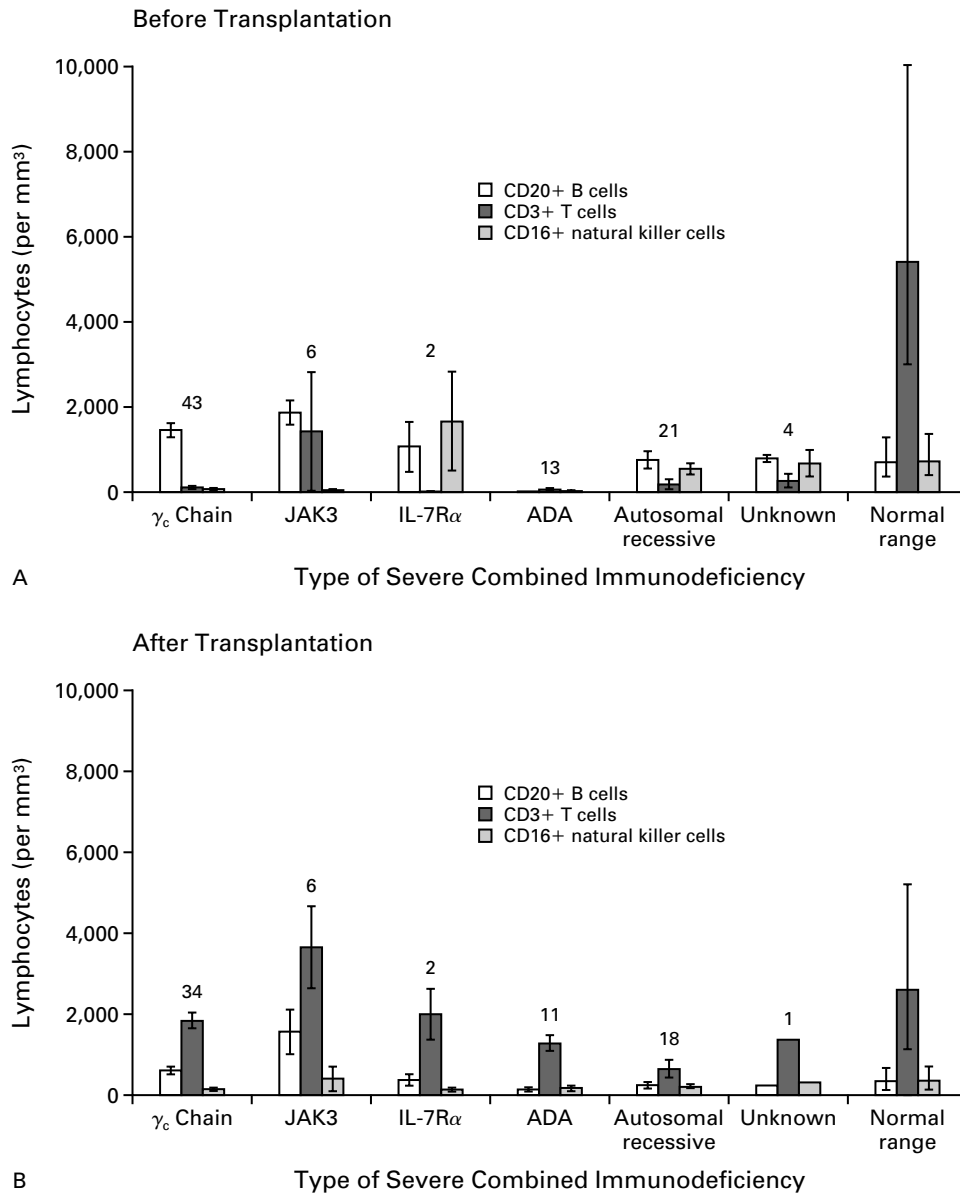 Before Transplantation
10,000
8,000
6,000
4,000
2,000
0
Lymphocytes (per mm³)
CD20+ B cells
CD3+ T cells
CD16+ natural killer cells
43
6
2
13
21
4
γc Chain
JAK3
IL-7Rα
ADA
Autosomal
recessive
Unknown
Normal
range
A
Type of Severe Combined Immunodeficiency
After Transplantation
10,000
8,000
6,000
4,000
2,000
0
Lymphocytes (per mm³)
CD20+ B cells
CD3+ T cells
CD16+ natural killer cells
34
6
2
11
18
1
γc Chain
JAK3
IL-7Rα
ADA
Autosomal
recessive
Unknown
Normal
range
B
Type of Severe Combined Immunodeficiency